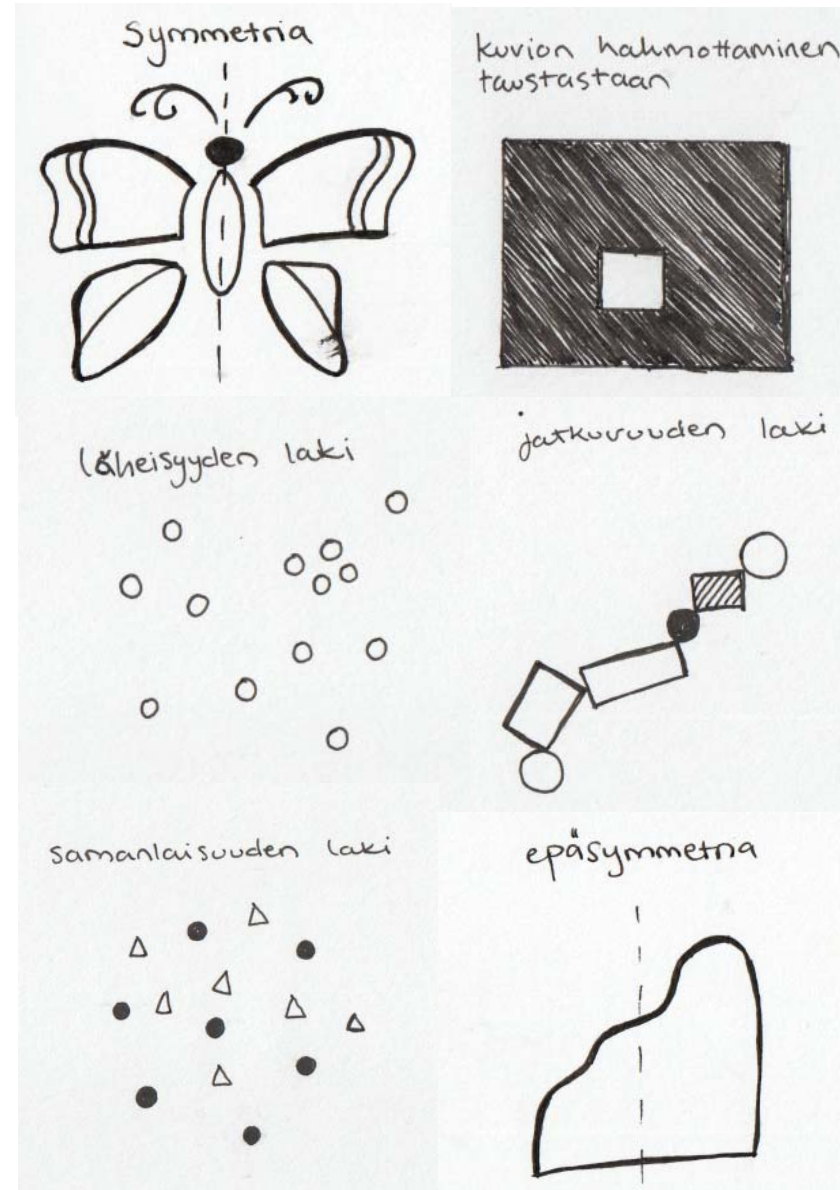 Symmetria
kuvion hahmottaminen
taustastaan
läheisyyden laki
jatkuvuuden laki
samanlaisuuden laki
epäsymmetria